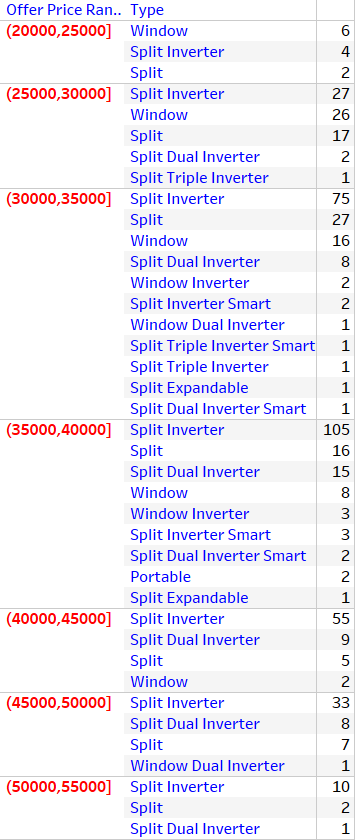 Offer Price Ran.. Type
(20000,25000] Window 6
Split Inverter 4
Split 2
(25000,30000] Split Inverter 27
Window 26
Split 17
Split Dual Inverter 2
Split Triple Inverter 1
(30000,35000] Split Inverter 75
Split 27
Window 16
Split Dual Inverter 8
Window Inverter 2
Split Inverter Smart 2
Window Dual Inverter 1
Split Triple Inverter Smart 1
Split Triple Inverter 1
Split Expandable 1
Split Dual Inverter Smart 1
(35000,40000] Split Inverter 105
Split 16
Split Dual Inverter 15
Window 8
Window Inverter 3
Split Inverter Smart 3
Split Dual Inverter Smart 2
Portable 2
Split Expandable 1
(40000,45000] Split Inverter 55
Split Dual Inverter 9
Split 5
Window 2
(45000,50000] Split Inverter 33
Split Dual Inverter 8
Split 7
Window Dual Inverter 1
(50000,55000] Split Inverter 10
Split 2
Split Dual Inverter 1